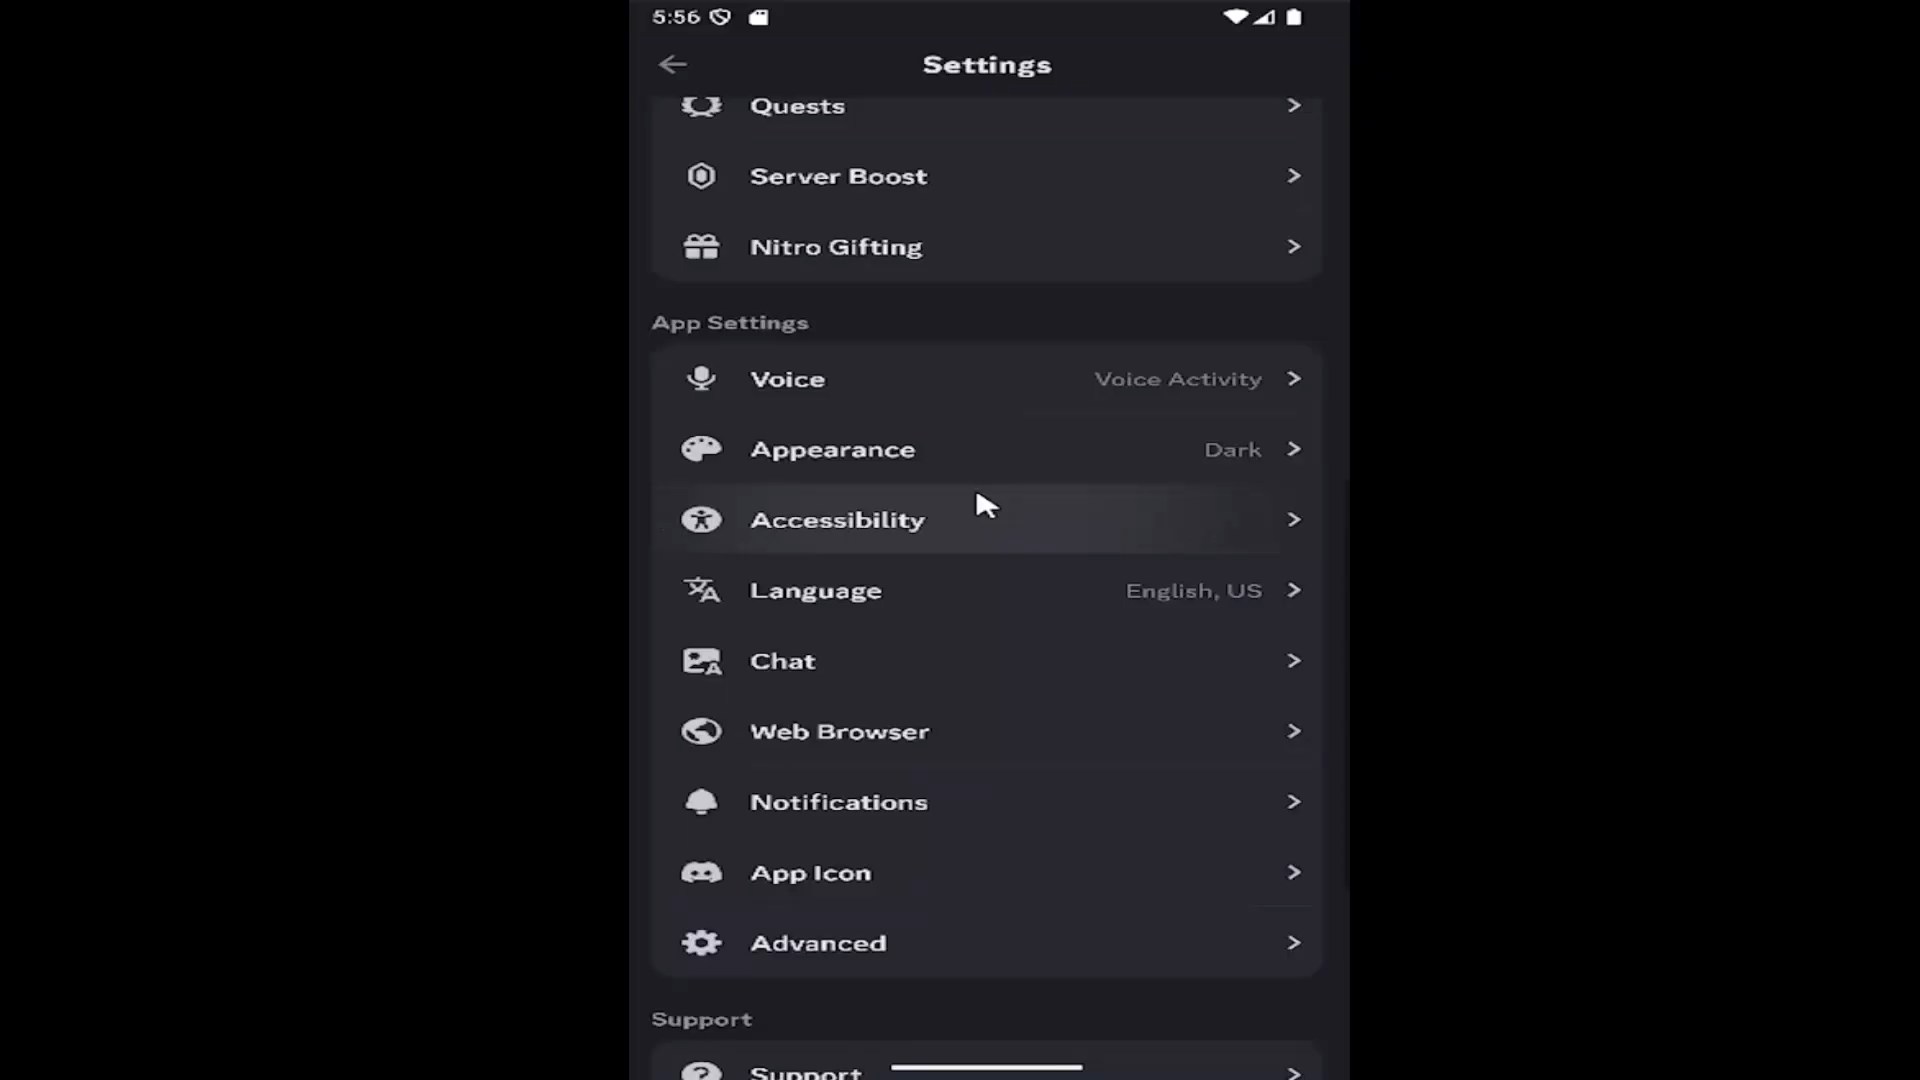 5:56
Settings
Quests
Server Boost
Nitro Gifting
App Settings
Voice Voice Activity
Appearance Dark
Accessibility
Language English, US
Chat
Web Browser
Notifications
App Icon
Advanced
Support
Support